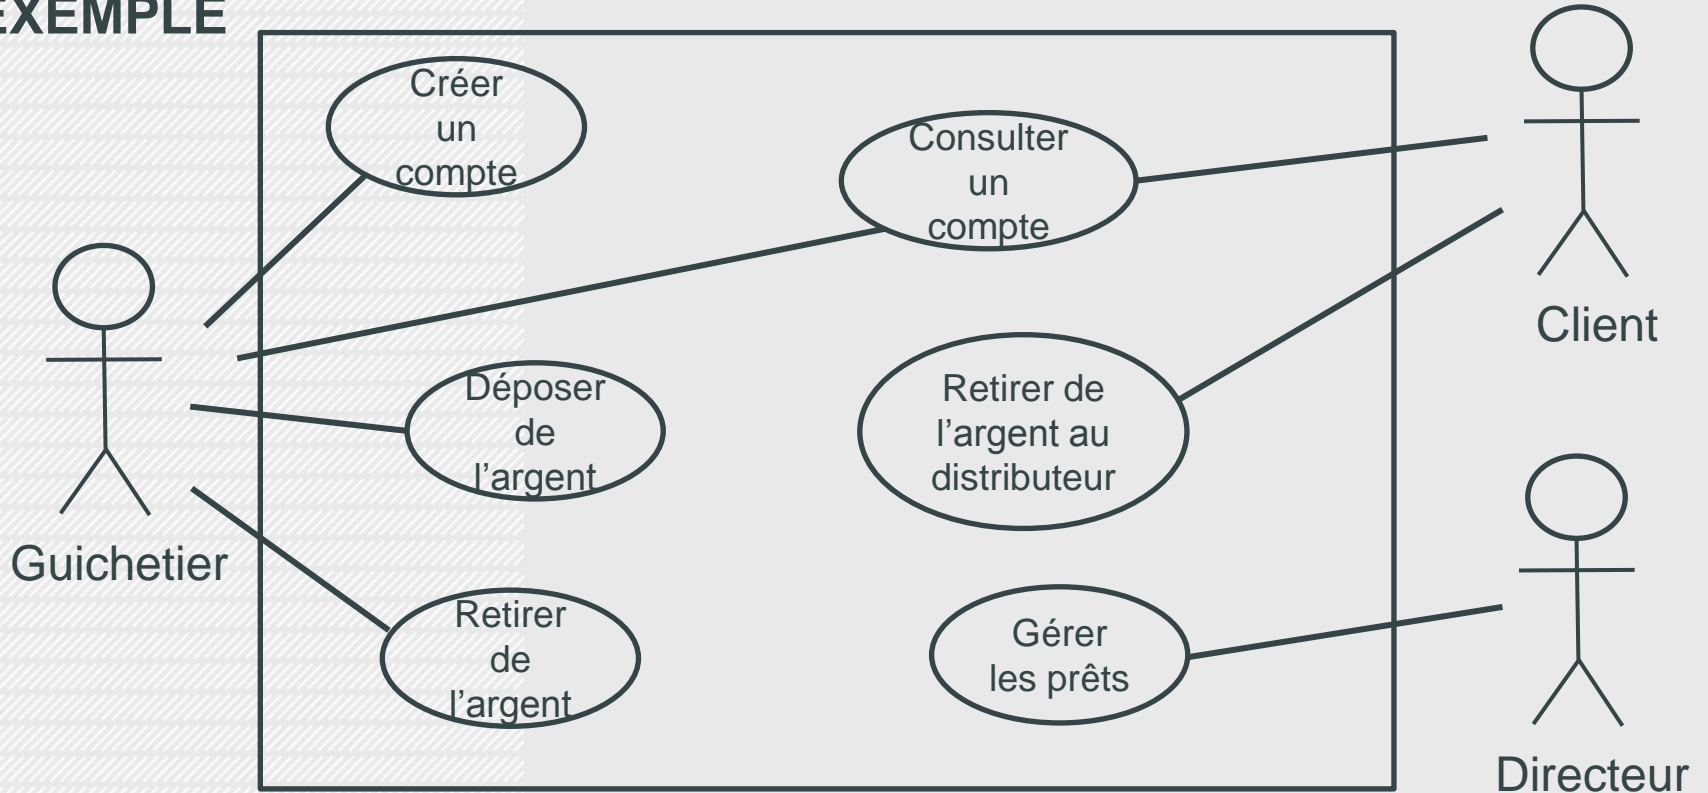 EXEMPLE
Créer
un
compte
Consulter
un
compte
Client
Déposer
de
l’argent
Retirer de
l’argent au
distributeur
Guichetier
Retirer
de
l’argent
Gérer
les prêts
Directeur